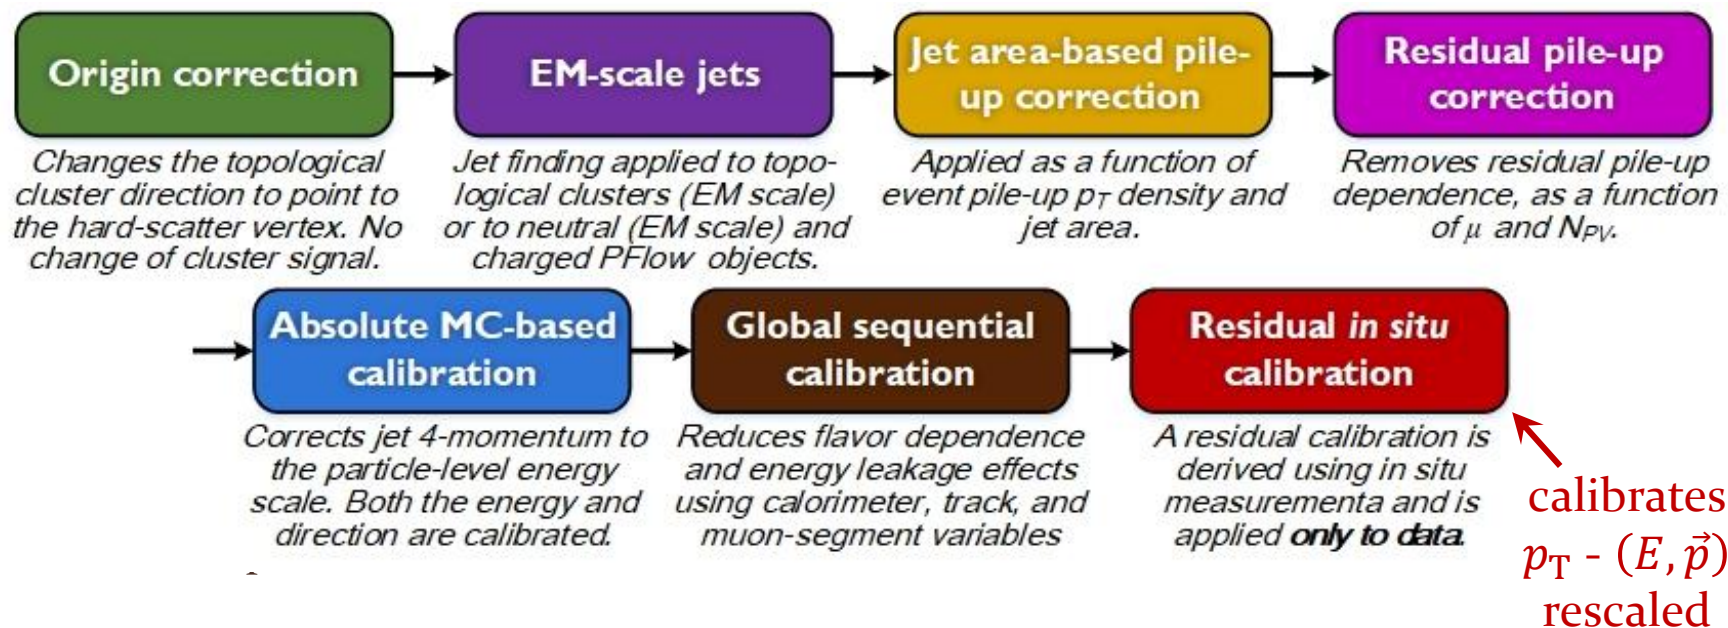 Origin correction
Changes the topological
cluster direction to point to
the hard-scatter vertex. No
change of cluster signal.
EM-scale jets
Jet finding applied to topo-
logical clusters (EM scale)
or to neutral (EM scale) and
charged PFlow objects.
Jet area-based pile-
up correction
Applied as a function of
event pile-up pT density and
jet area.
Residual pile-up
correction
Removes residual pile-up
dependence, as a function
of μ and NPV.
Absolute MC-based
calibration
Corrects jet 4-momentum to
the particle-level energy
scale. Both the energy and
direction are calibrated.
Global sequential
calibration
Reduces flavor dependence
and energy leakage effects
using calorimeter, track, and
muon-segment variables
Residual in situ
calibration
A residual calibration is
derived using in situ
measurementa and is
applied only to data.
calibrates
pT - (E, p⃗)
rescaled